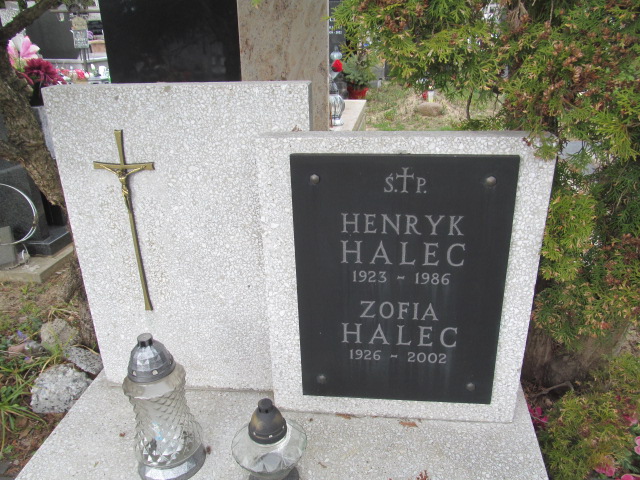 Ś.†P.
HENRYK
HALEC
1923 - 1986
ZOFIA
HALEC
1926 - 2002